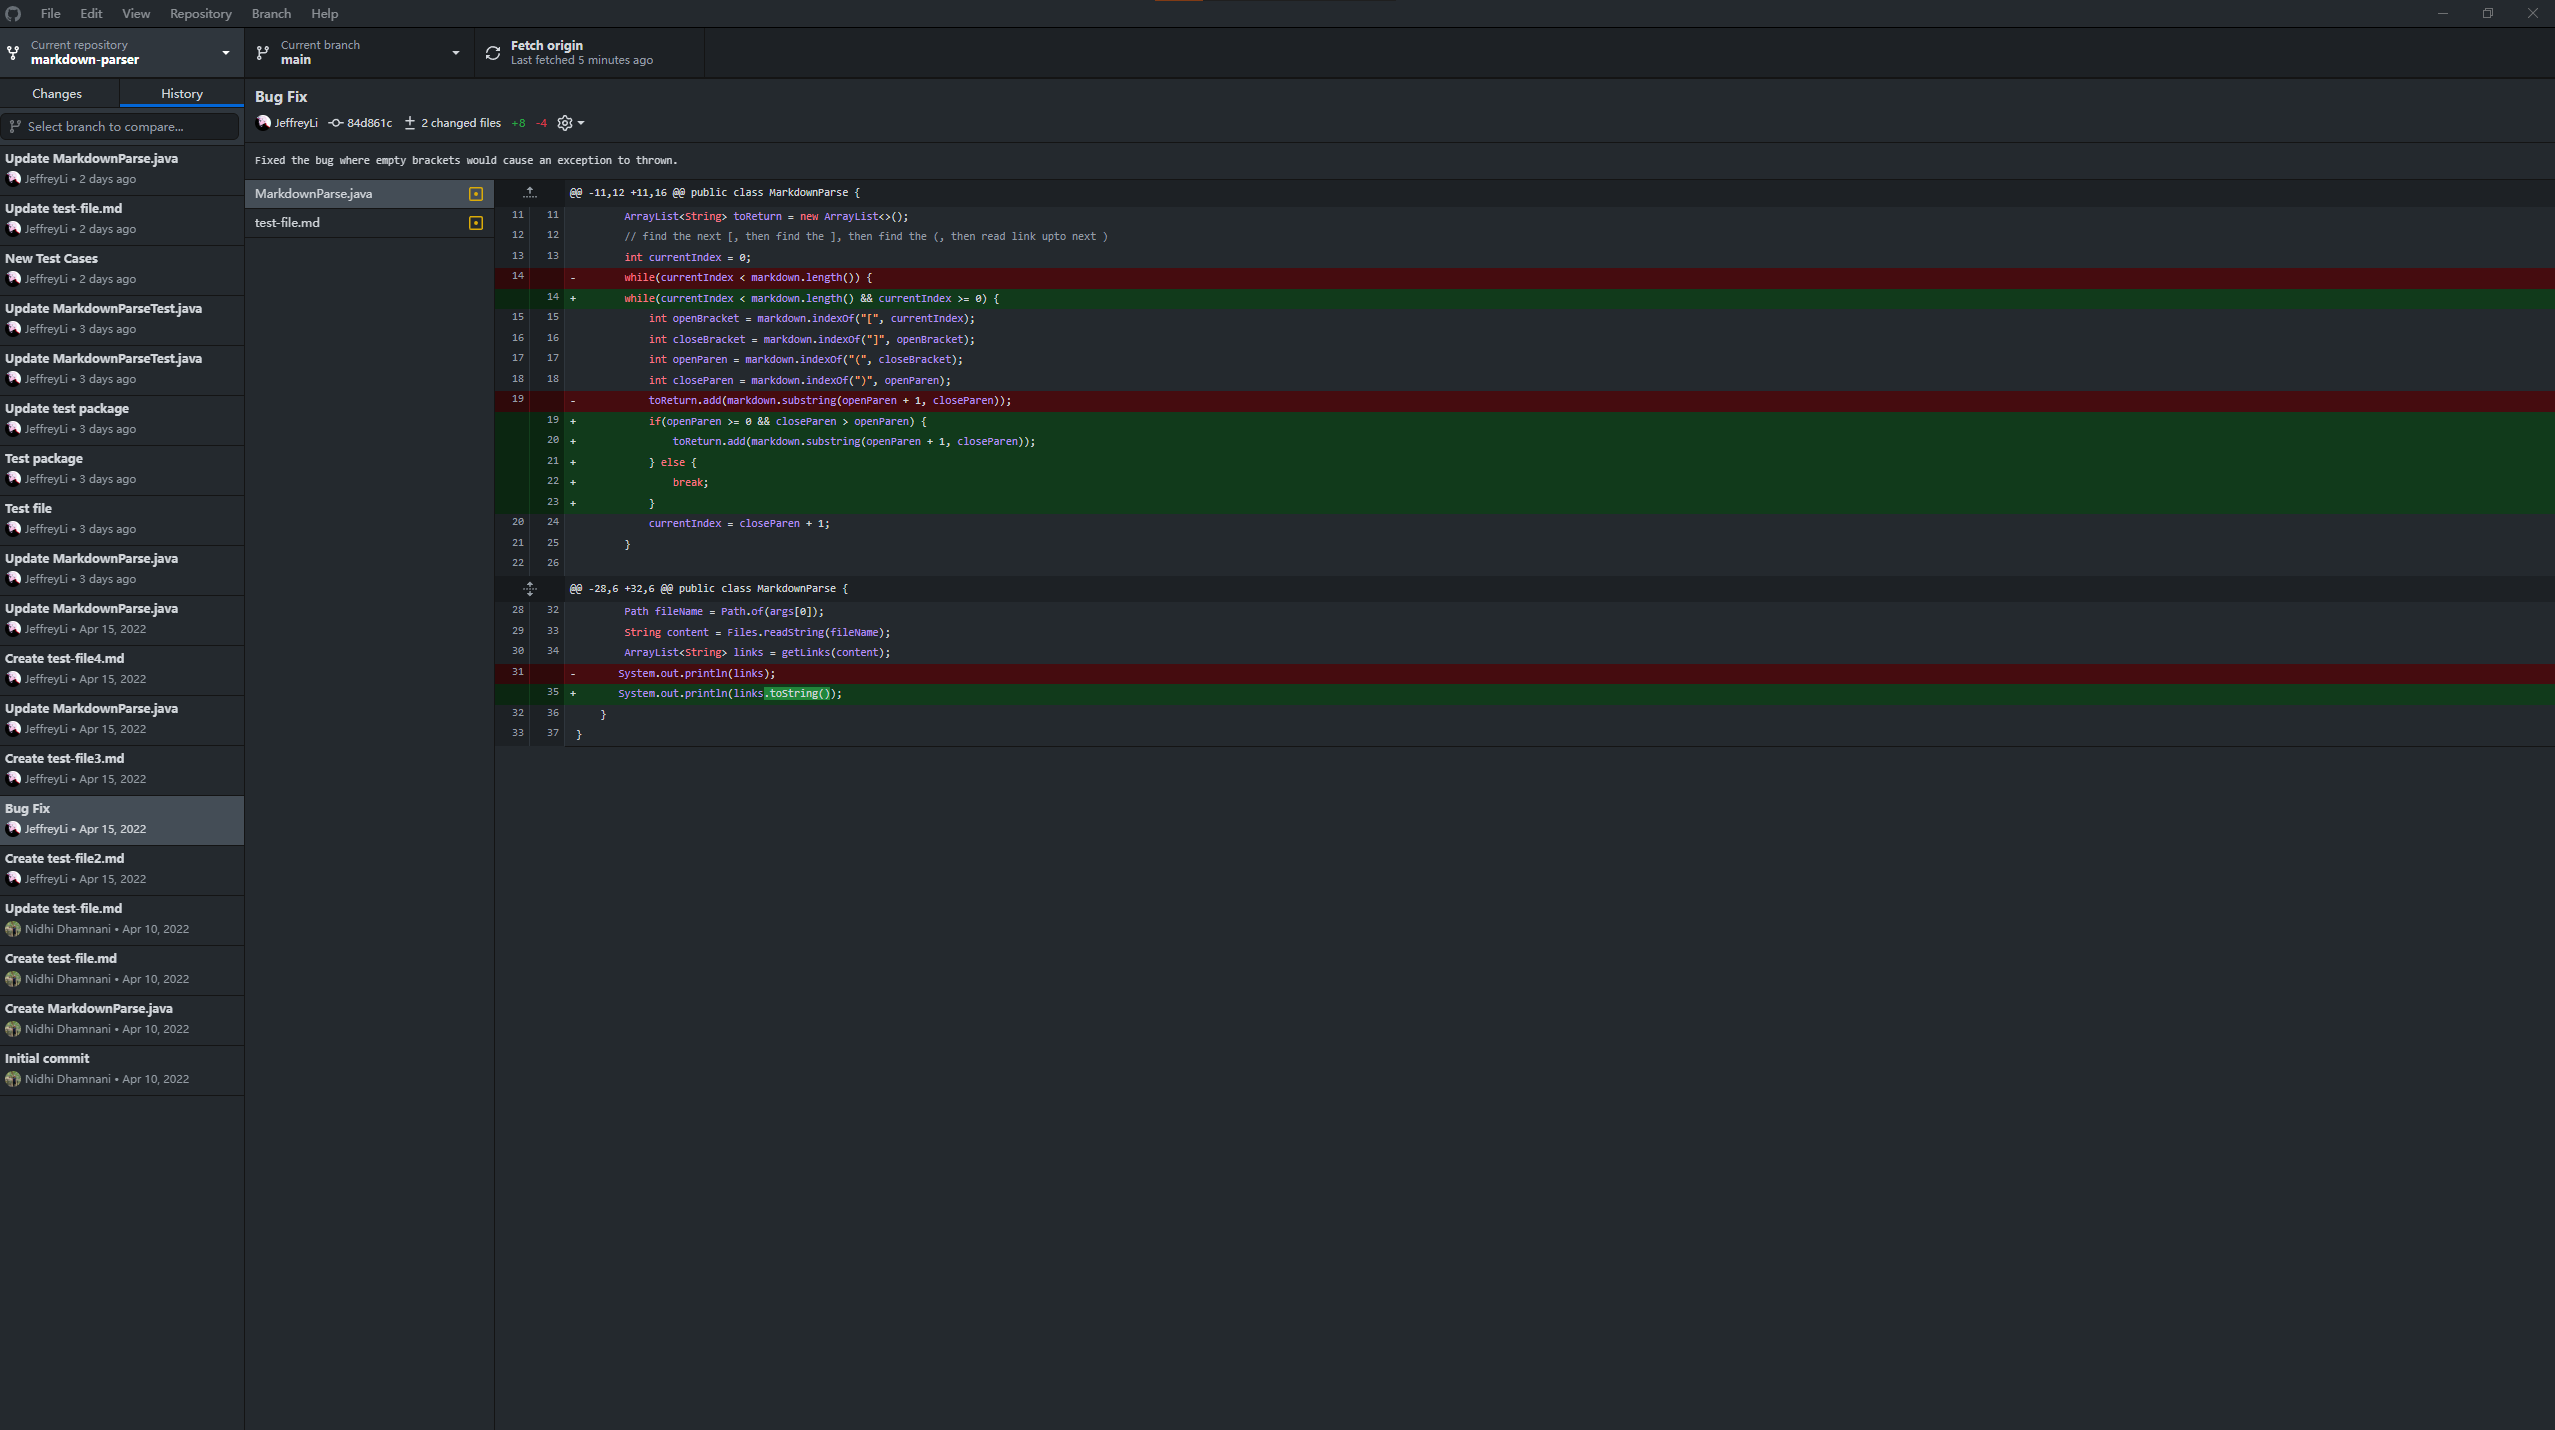 File Edit View Repository Branch Help
Current repository
markdown-parser
Current branch
main
Fetch origin
Last fetched 5 minutes ago
Changes History
Select branch to compare...
Update MarkdownParse.java
JeffreyLi • 2 days ago
Update test-file.md
JeffreyLi • 2 days ago
New Test Cases
JeffreyLi • 2 days ago
Update MarkdownParseTest.java
JeffreyLi • 3 days ago
Update MarkdownParseTest.java
JeffreyLi • 3 days ago
Update test package
JeffreyLi • 3 days ago
Test package
JeffreyLi • 3 days ago
Test file
JeffreyLi • 3 days ago
Update MarkdownParse.java
JeffreyLi • 3 days ago
Update MarkdownParse.java
JeffreyLi • Apr 15, 2022
Create test-file4.md
JeffreyLi • Apr 15, 2022
Update MarkdownParse.java
JeffreyLi • Apr 15, 2022
Create test-file3.md
JeffreyLi • Apr 15, 2022
Bug Fix
JeffreyLi • Apr 15, 2022
Create test-file2.md
JeffreyLi • Apr 15, 2022
Update test-file.md
Nidhi Dhamnani • Apr 10, 2022
Create test-file.md
Nidhi Dhamnani • Apr 10, 2022
Create MarkdownParse.java
Nidhi Dhamnani • Apr 10, 2022
Initial commit
Nidhi Dhamnani • Apr 10, 2022
Bug Fix
JeffreyLi 84d861c 2 changed files +8 -4
Fixed the bug where empty brackets would cause an exception to thrown.
MarkdownParse.java
test-file.md
@@ -11,12 +11,16 @@ public class MarkdownParse {
11 11 ArrayList<String> toReturn = new ArrayList<>();
12 12 // find the next [, then find the ], then find the (, then read link upto next )
13 13 int currentIndex = 0;
14 - while(currentIndex < markdown.length()) {
14 + while(currentIndex < markdown.length() && currentIndex >= 0) {
15 15 int openBracket = markdown.indexOf("[", currentIndex);
16 16 int closeBracket = markdown.indexOf("]", openBracket);
17 17 int openParen = markdown.indexOf("(", closeBracket);
18 18 int closeParen = markdown.indexOf(")", openParen);
19 - toReturn.add(markdown.substring(openParen + 1, closeParen));
19 + if(openParen >= 0 && closeParen > openParen) {
20 + toReturn.add(markdown.substring(openParen + 1, closeParen));
21 + } else {
22 + break;
23 + }
20 24 currentIndex = closeParen + 1;
21 25 }
22 26
@@ -28,6 +32,6 @@ public class MarkdownParse {
28 32 Path fileName = Path.of(args[0]);
29 33 String content = Files.readString(fileName);
30 34 ArrayList<String> links = getLinks(content);
31 - System.out.println(links);
35 + System.out.println(links.toString());
32 36 }
33 37 }